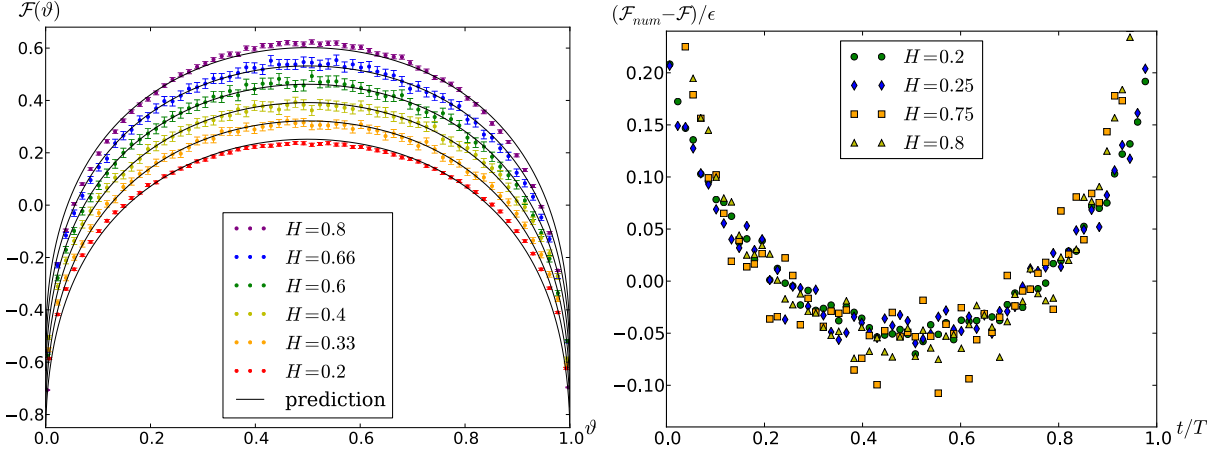 ℱ(ϑ)
0.6
0.4
0.2
0.0
−0.2
−0.4
−0.6
−0.8
H=0.8
H=0.66
H=0.6
H=0.4
H=0.33
H=0.2
prediction
0.0 0.2 0.4 0.6 0.8 1.0 ϑ
(ℱnum−ℱ)/ϵ
0.20
0.15
0.10
0.05
0.00
−0.05
−0.10
H=0.2
H=0.25
H=0.75
H=0.8
0.0 0.2 0.4 0.6 0.8 1.0 t/T